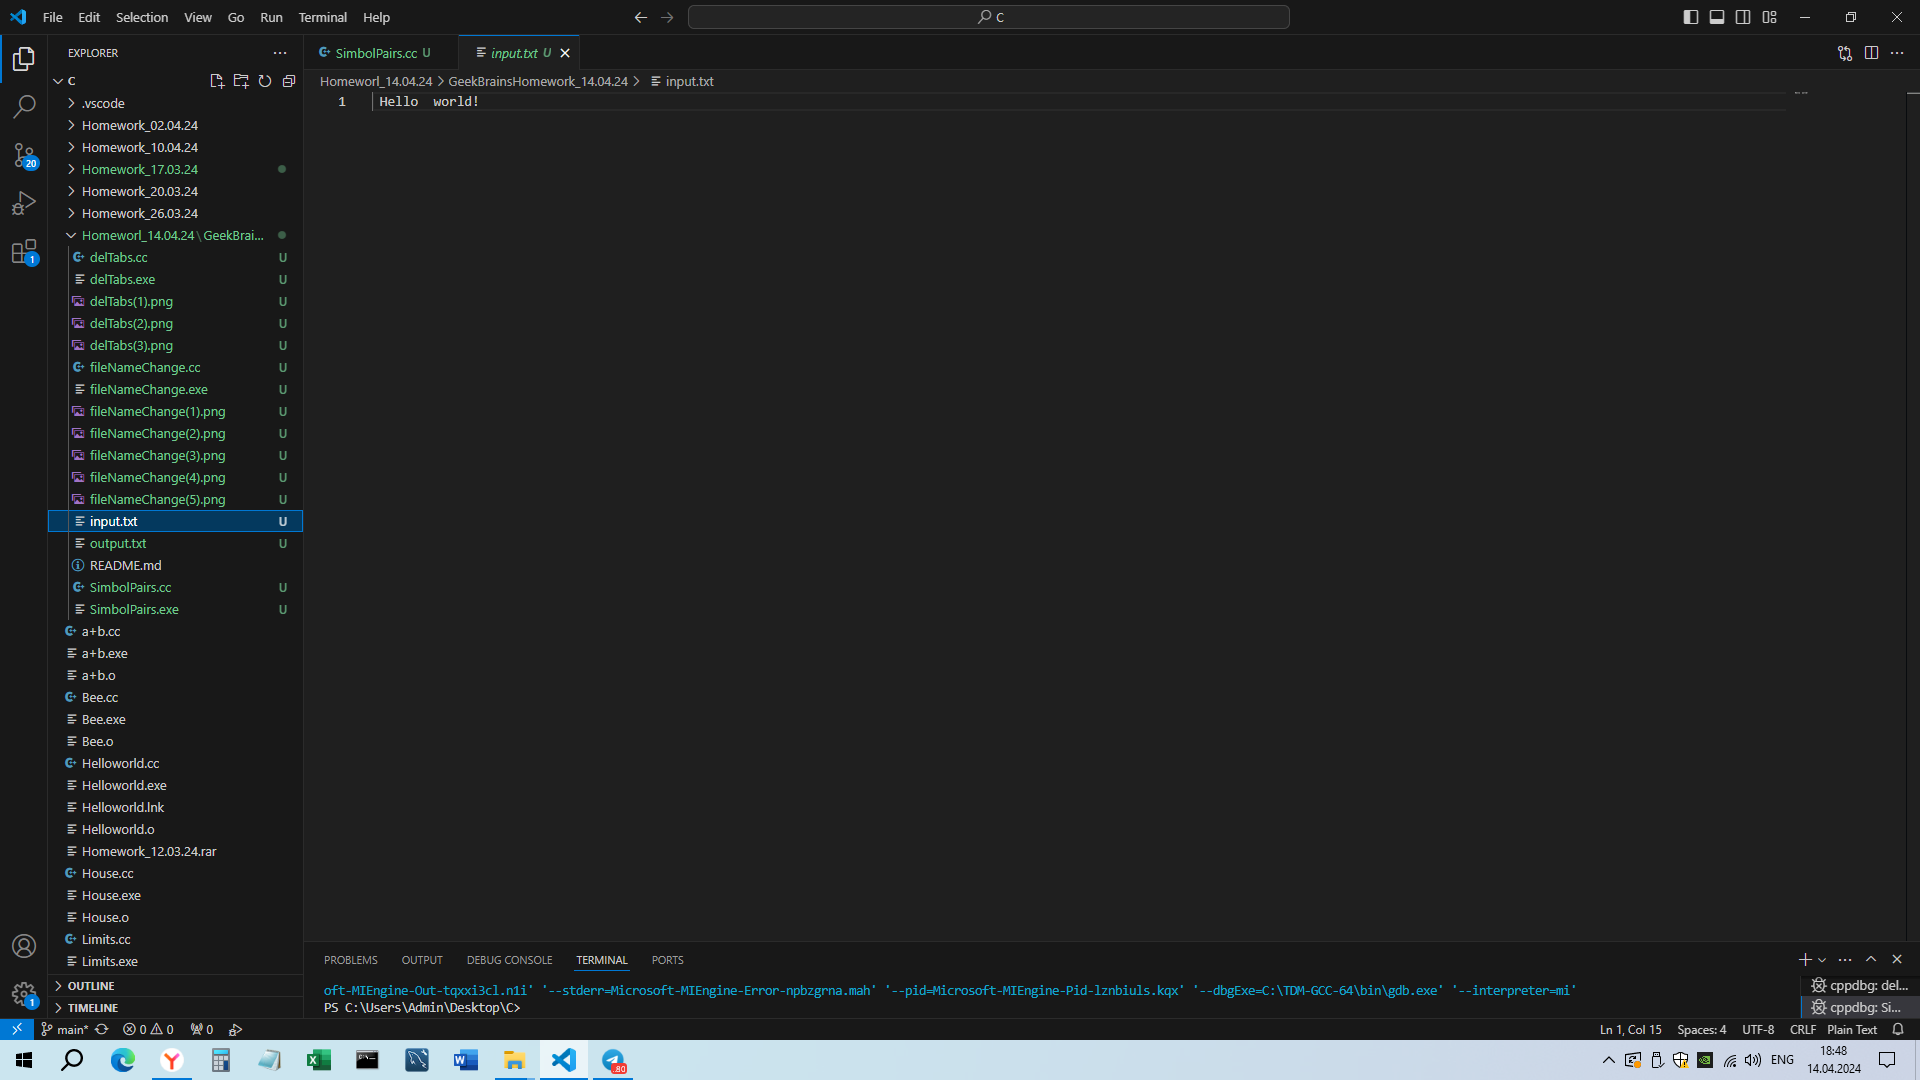 File Edit Selection View Go Run Terminal Help
C
EXPLORER
C
.vscode
Homework_02.04.24
Homework_10.04.24
Homework_17.03.24
Homework_20.03.24
Homework_26.03.24
Homeworl_14.04.24\GeekBrai...
delTabs.cc U
delTabs.exe U
delTabs(1).png U
delTabs(2).png U
delTabs(3).png U
fileNameChange.cc U
fileNameChange.exe U
fileNameChange(1).png U
fileNameChange(2).png U
fileNameChange(3).png U
fileNameChange(4).png U
fileNameChange(5).png U
input.txt U
output.txt U
README.md
SimbolPairs.cc U
SimbolPairs.exe U
a+b.cc
a+b.exe
a+b.o
Bee.cc
Bee.exe
Bee.o
Helloworld.cc
Helloworld.exe
Helloworld.lnk
Helloworld.o
Homework_12.03.24.rar
House.cc
House.exe
House.o
Limits.cc
Limits.exe
OUTLINE
TIMELINE
20
1
1
SimbolPairs.cc U input.txt U
Homeworl_14.04.24 > GeekBrainsHomework_14.04.24 > input.txt
1 Hello  world!
PROBLEMS OUTPUT DEBUG CONSOLE TERMINAL PORTS
oft-MIEngine-Out-tqxxi3cl.n1i' '--stderr=Microsoft-MIEngine-Error-npbzgrna.mah' '--pid=Microsoft-MIEngine-Pid-lznbiuls.kqx' '--dbgExe=C:\TDM-GCC-64\bin\gdb.exe' '--interpreter=mi'
PS C:\Users\Admin\Desktop\C>
cppdbg: del...
cppdbg: Si...
main* 0 0 0 Ln 1, Col 15 Spaces: 4 UTF-8 CRLF Plain Text
80
ENG
18:48
14.04.2024